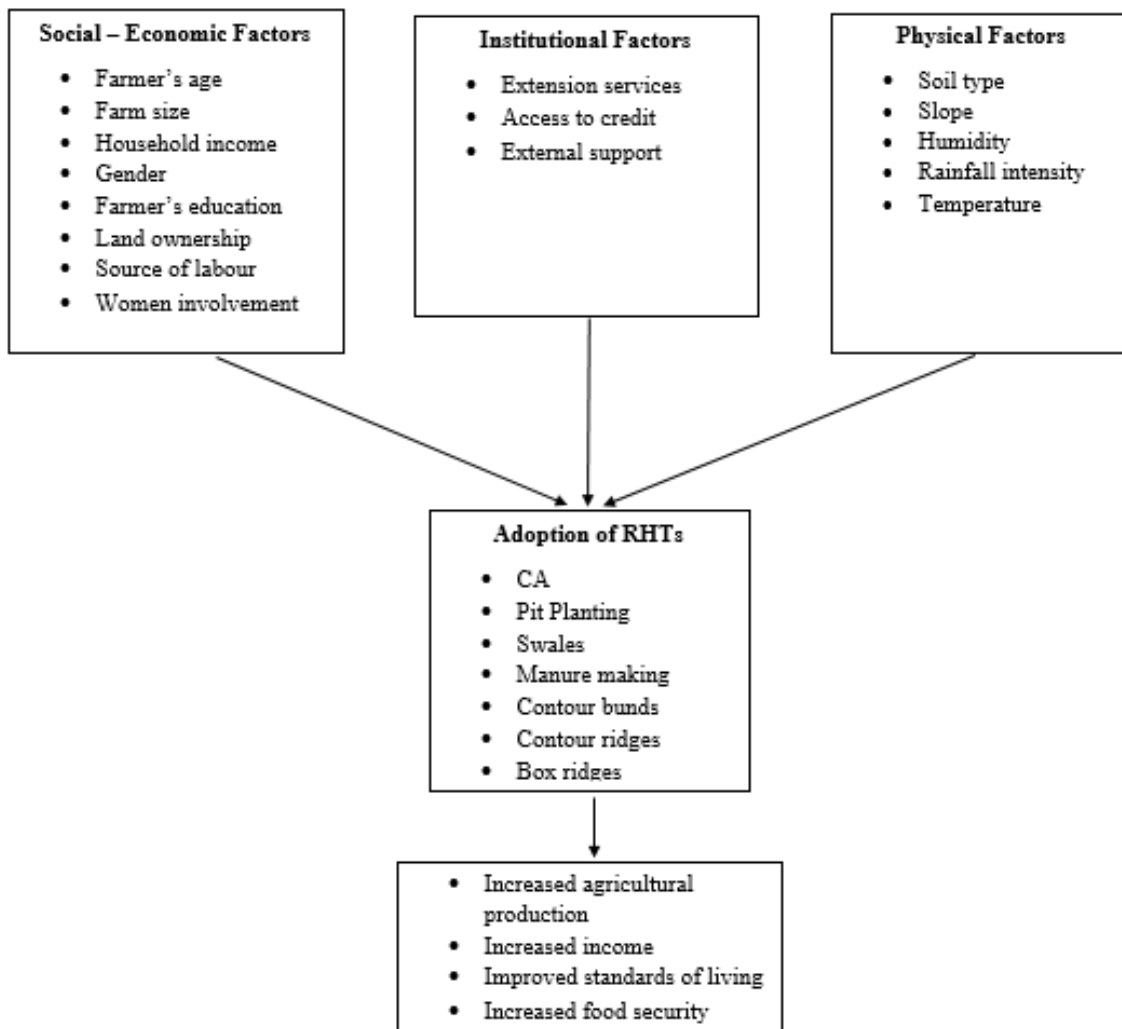 Social – Economic Factors
• Farmer’s age
• Farm size
• Household income
• Gender
• Farmer’s education
• Land ownership
• Source of labour
• Women involvement
Institutional Factors
• Extension services
• Access to credit
• External support
Physical Factors
• Soil type
• Slope
• Humidity
• Rainfall intensity
• Temperature
Adoption of RHTs
• CA
• Pit Planting
• Swales
• Manure making
• Contour bunds
• Contour ridges
• Box ridges
• Increased agricultural
production
• Increased income
• Improved standards of living
• Increased food security